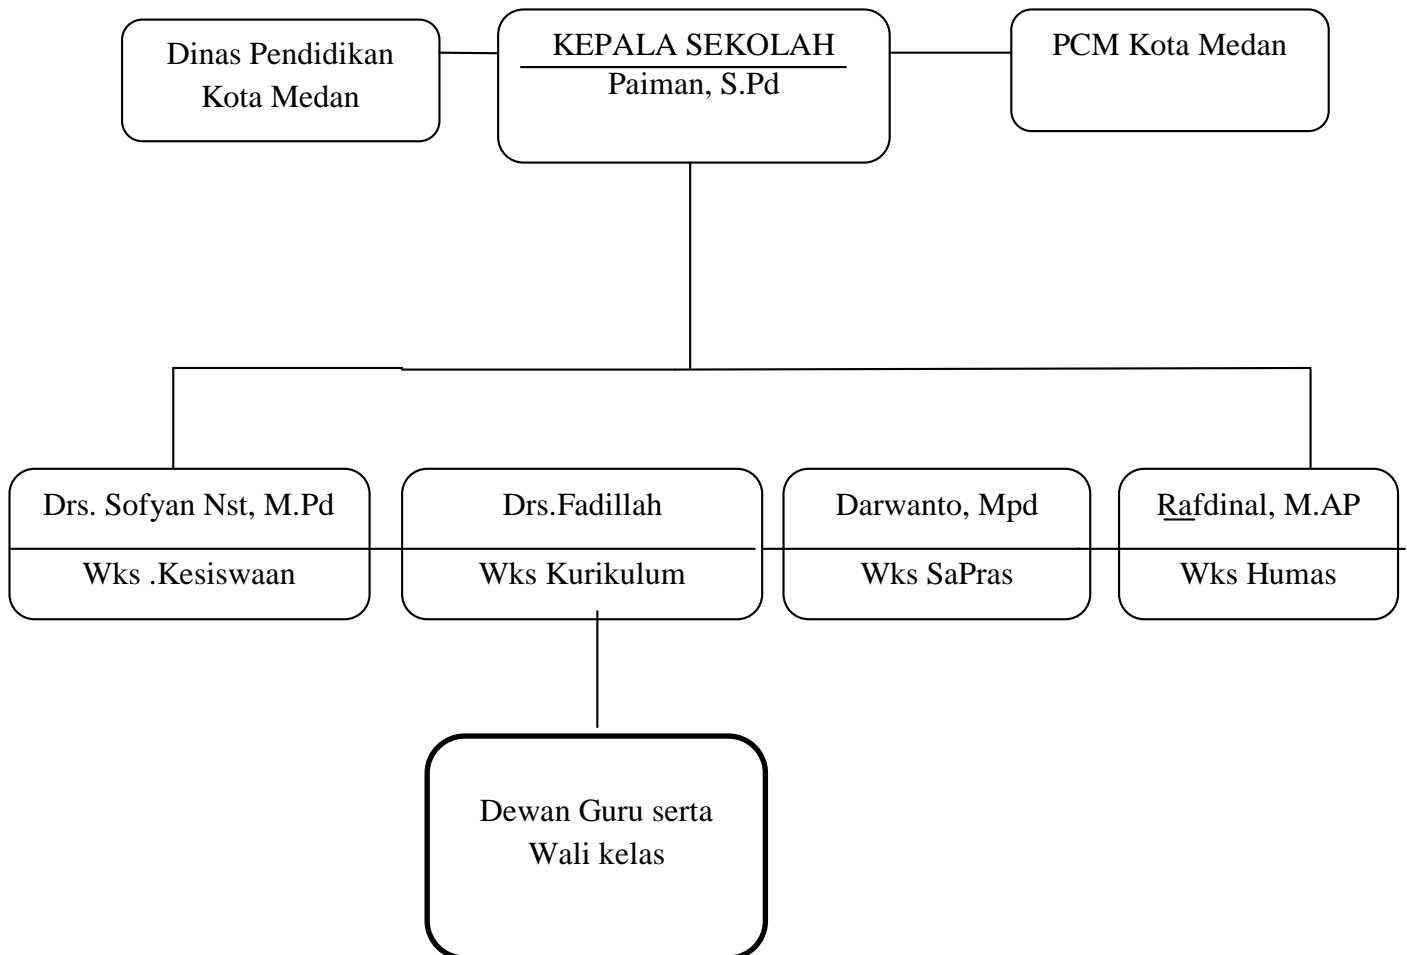 Dinas Pendidikan
Kota Medan
KEPALA SEKOLAH
Paiman, S.Pd
PCM Kota Medan
Drs. Sofyan Nst, M.Pd
Wks .Kesiswaan
Drs.Fadillah
Wks Kurikulum
Darwanto, Mpd
Wks SaPras
Rafdinal, M.AP
Wks Humas
Dewan Guru serta
Wali kelas